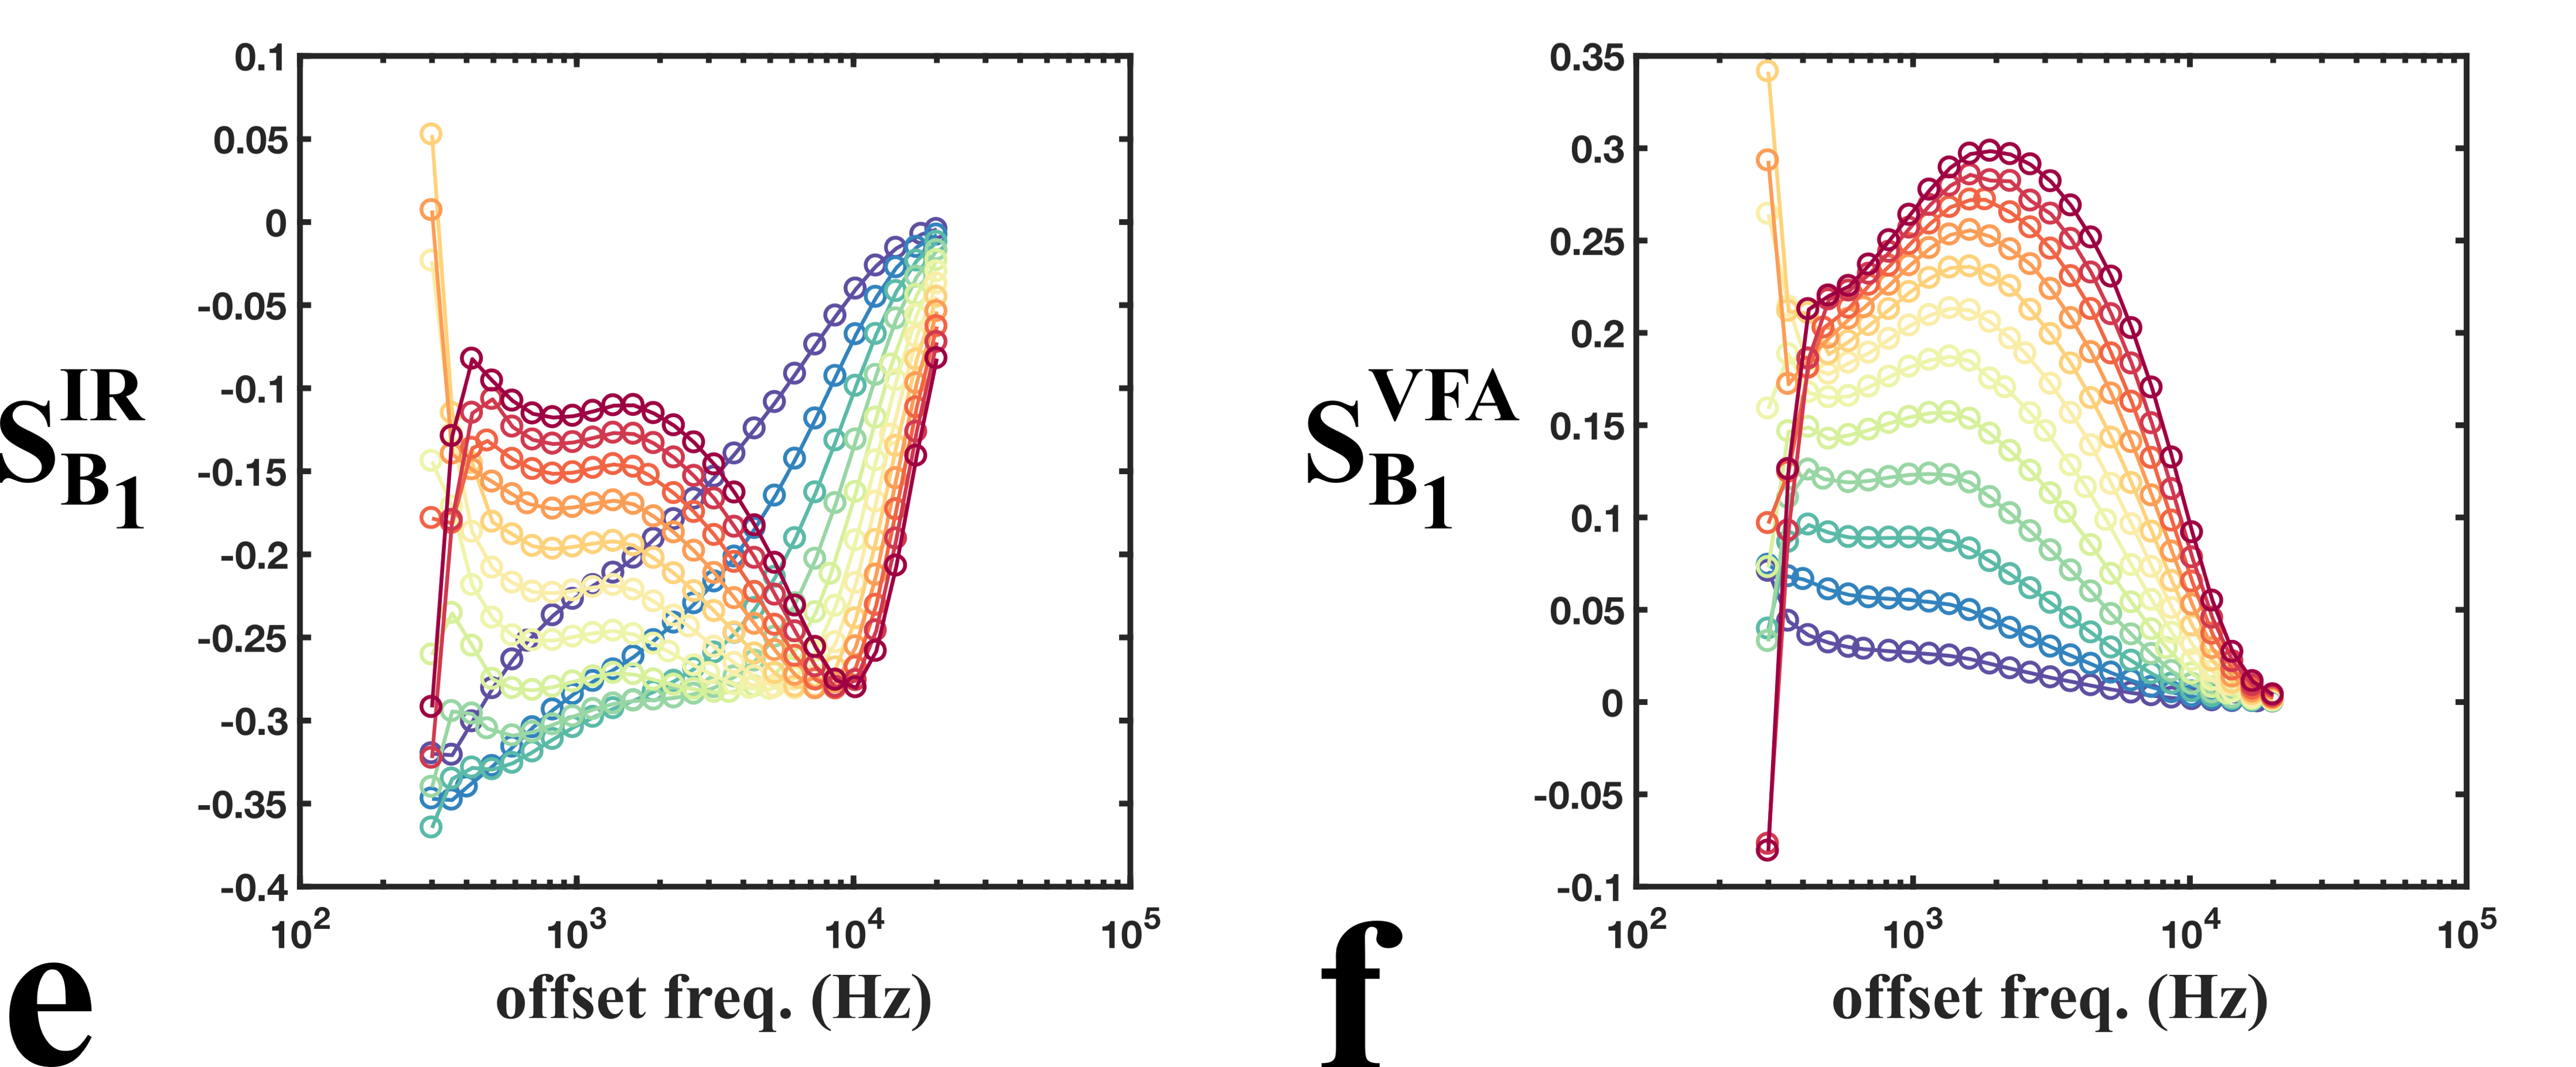 0.1
0.05
0
-0.05
-0.1
-0.15
-0.2
-0.25
-0.3
-0.35
-0.4
S^IR_B1
10^2 10^3 10^4 10^5
offset freq. (Hz)
e
0.35
0.3
0.25
0.2
0.15
0.1
0.05
0
-0.05
-0.1
S^VFA_B1
10^2 10^3 10^4 10^5
offset freq. (Hz)
f